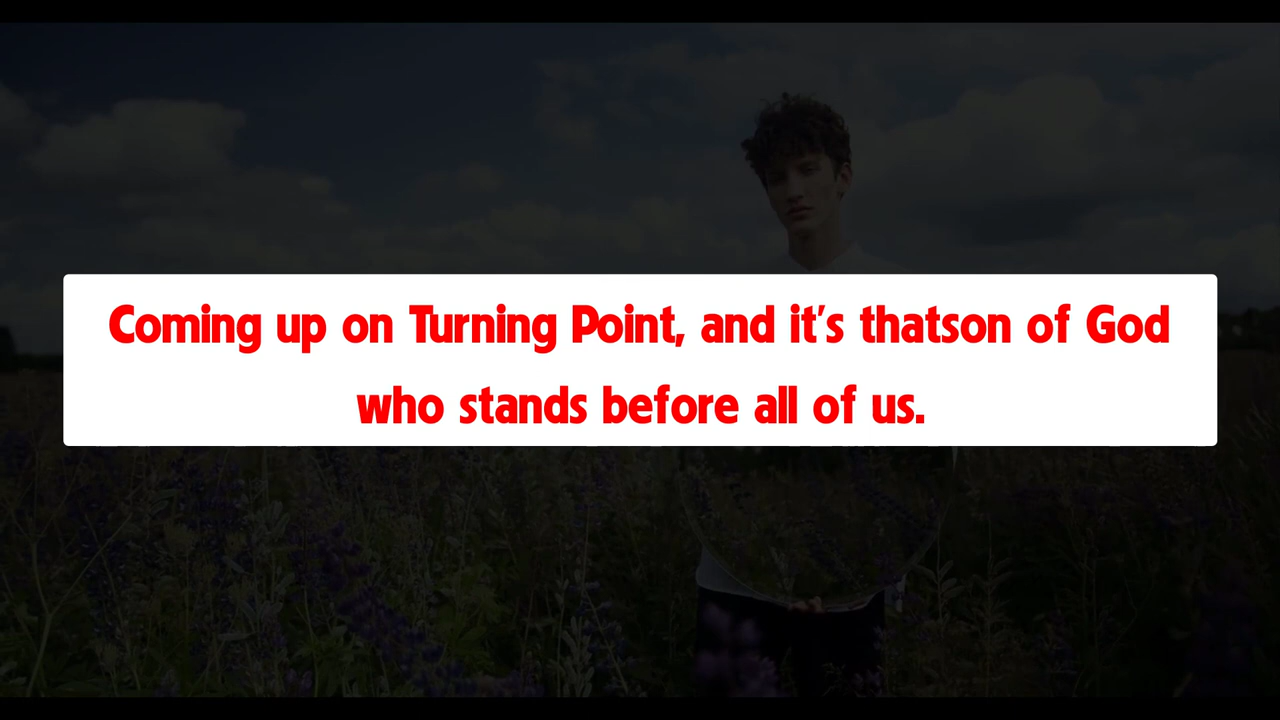 Coming up on Turning Point, and it's thatson of God
who stands before all of us.